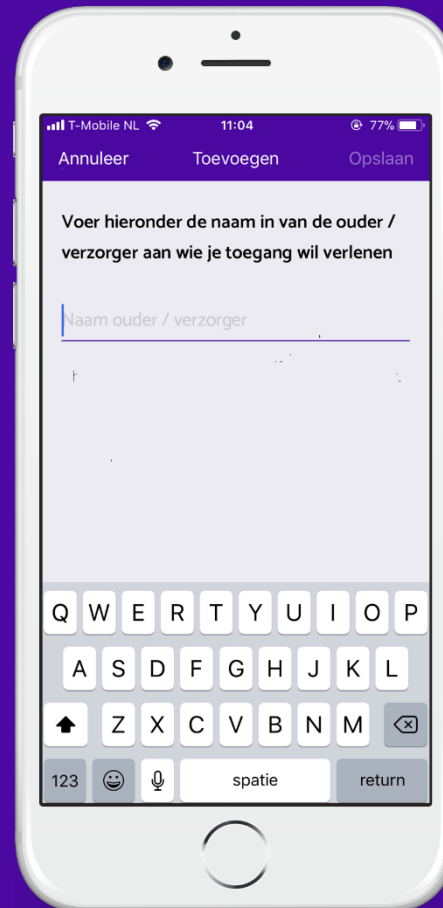 T-Mobile NL 11:04 77%
Annuleer Toevoegen Opslaan
Voer hieronder de naam in van de ouder /
verzorger aan wie je toegang wil verlenen
Naam ouder / verzorger
Q W E R T Y U I O P
A S D F G H J K L
Z X C V B N M
123 spatie return